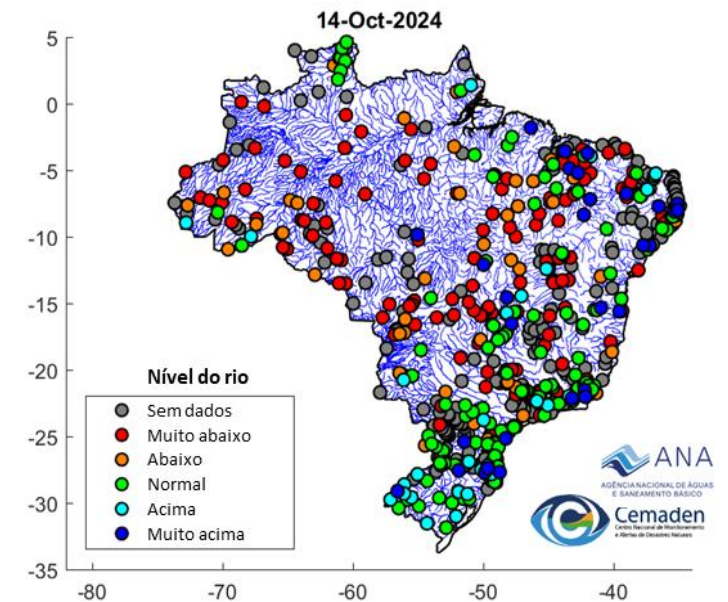 14-Oct-2024
5
0
-5
-10
-15
-20
-25
-30
-35
-80
-70
-60
-50
-40
Nível do rio
Sem dados
Muito abaixo
Abaixo
Normal
Acima
Muito acima
ANA
AGÊNCIA NACIONAL DE ÁGUAS
E SANEAMENTO BÁSICO
Cemaden
Centro Nacional de Monitoramento
e Alertas de Desastres Naturais